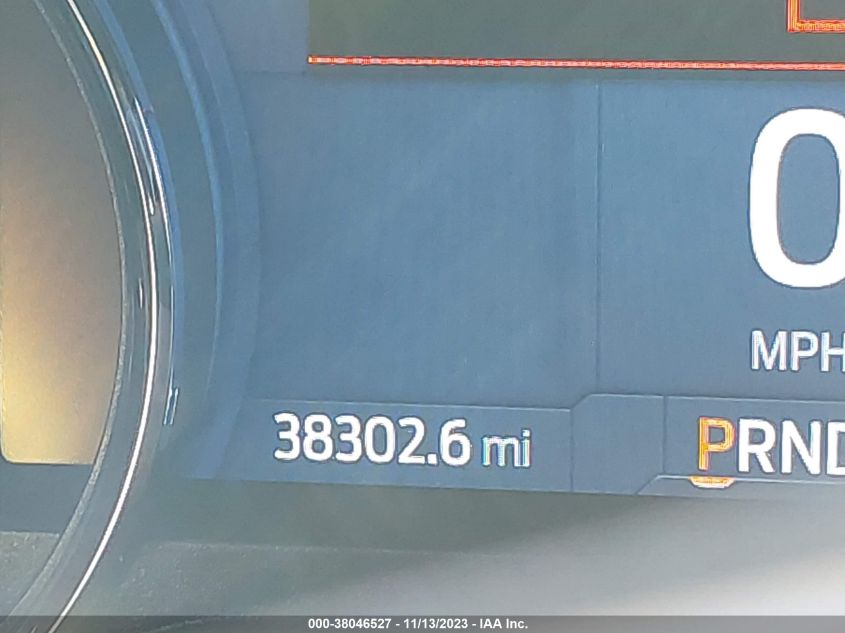 0
MPH
38302.6 mi PRND
000-38046527 - 11/13/2023 - IAA Inc.